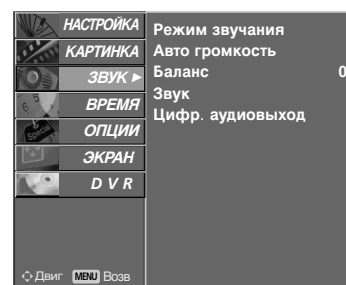 НАСТРОЙКА
КАРТИНКА
ЗВУК ►
ВРЕМЯ
ОПЦИИ
ЭКРАН
D V R
Режим звучания
Авто громкость
Баланс 0
Звук
Цифр. аудиовыход
Двиг MENU Возв